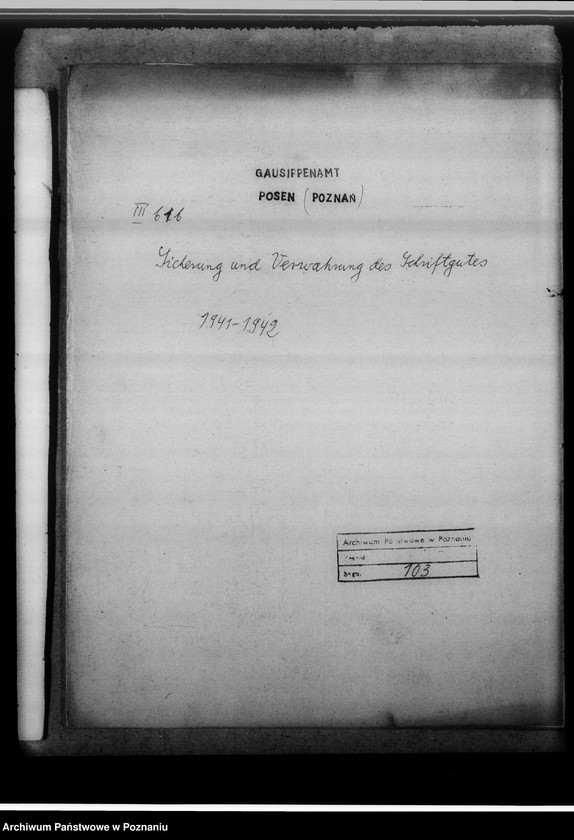 GAUSIPPENAMT
POSEN (POZNAŃ)
III 616
Sicherung und Verwahrung des Schriftgutes
1941-1942
Archiwum Państwowe w Poznaniu
Sygn. 103
Archiwum Państwowe w Poznaniu